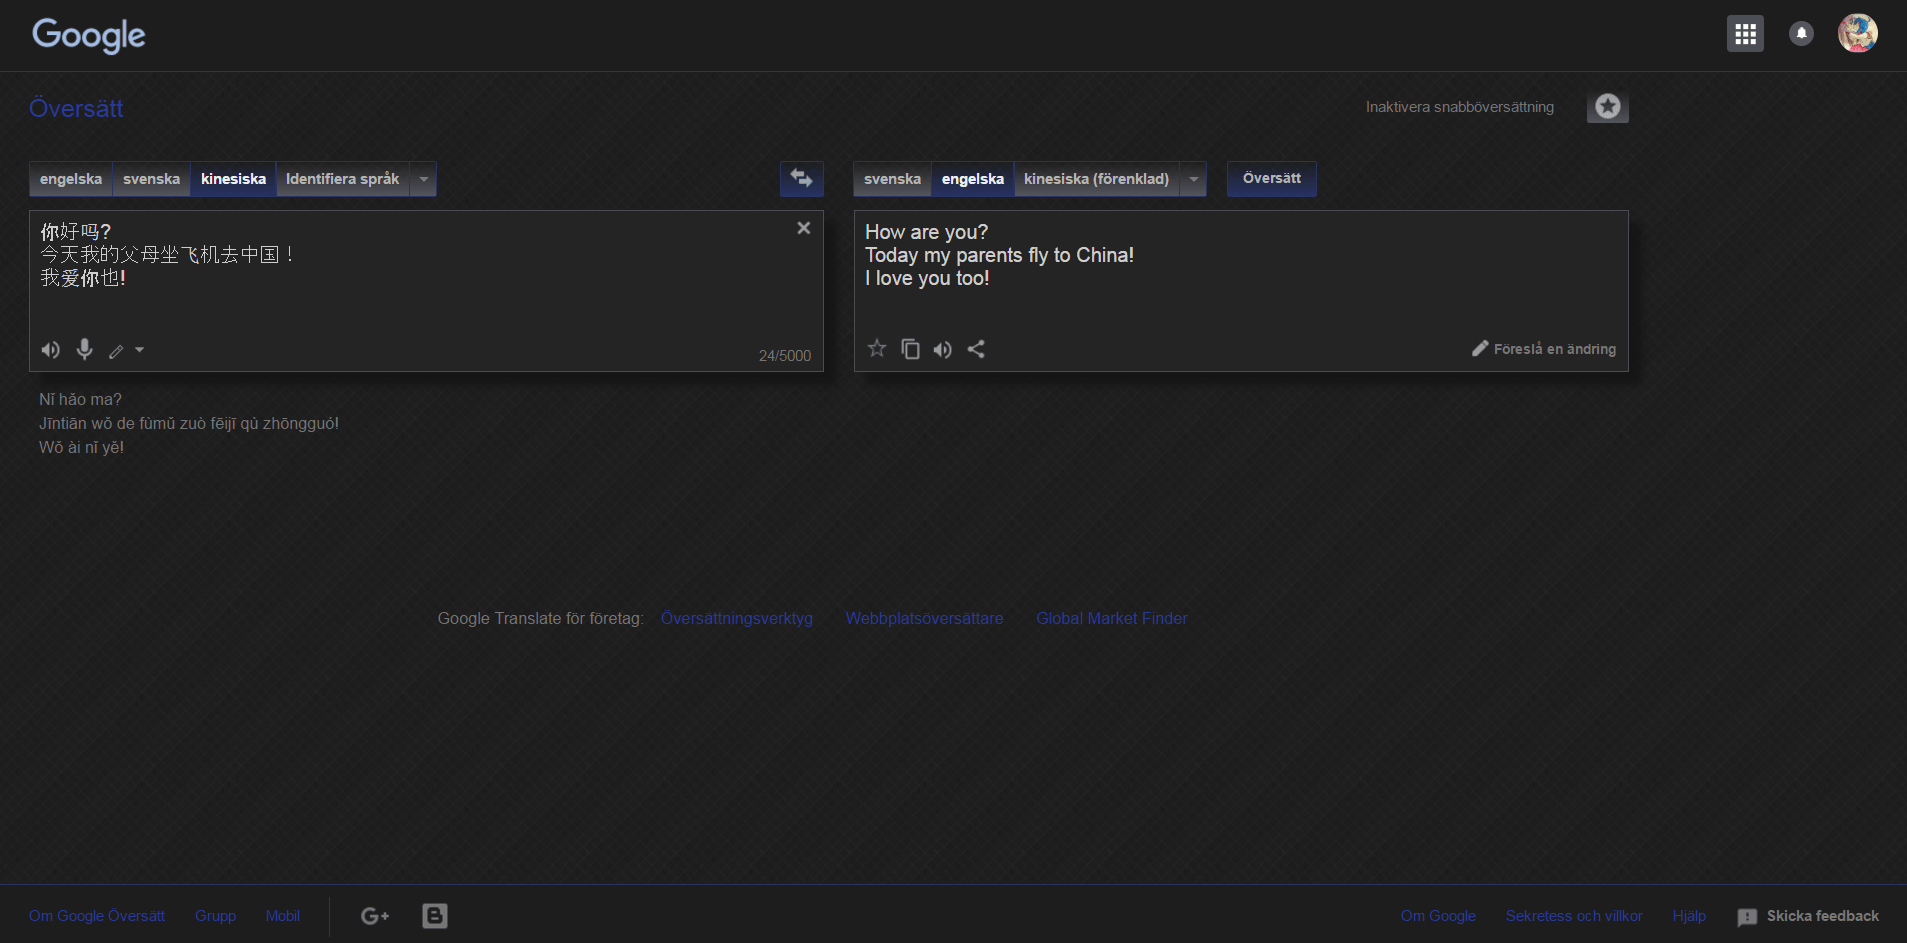 Google
Översätt
Inaktivera snabböversättning
engelska svenska kinesiska Identifiera språk
svenska engelska kinesiska (förenklad) Översätt
你好吗?
今天我的父母坐飞机去中国！
我爱你也!
24/5000
How are you?
Today my parents fly to China!
I love you too!
Föreslå en ändring
Nǐ hǎo ma?
Jīntiān wǒ de fùmǔ zuò fēijī qù zhōngguó!
Wǒ ài nǐ yě!
Google Translate för företag: Översättningsverktyg Webbplatsöversättare Global Market Finder
Om Google Översätt Grupp Mobil G+ B
Om Google Sekretess och villkor Hjälp Skicka feedback